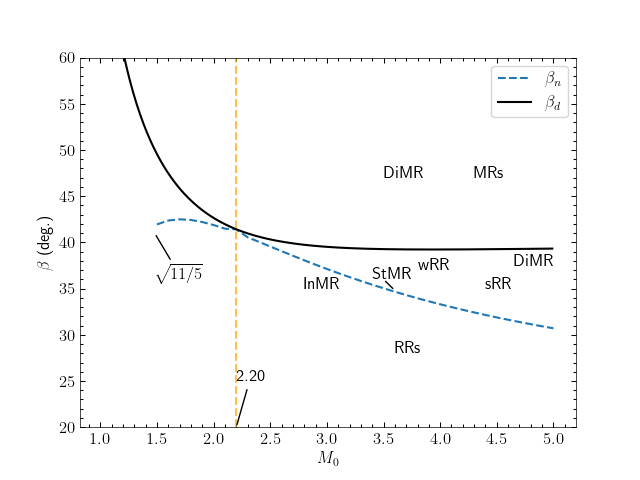 60
55
50
45
40
35
30
25
20
β (deg.)
β_n
β_d
DiMR MRs
DiMR
wRR
StMR
sRR
InMR
√11/5
RRs
2.20
1.0 1.5 2.0 2.5 3.0 3.5 4.0 4.5 5.0
M_0